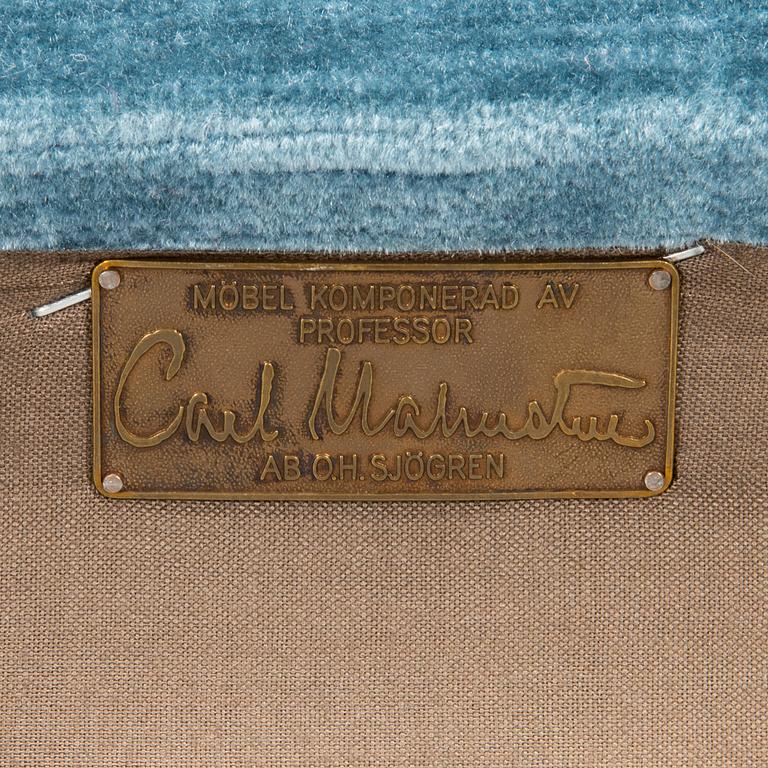 MÖBEL KOMPONERAD AV
PROFESSOR
Carl Malmsten
AB O.H. SJÖGREN